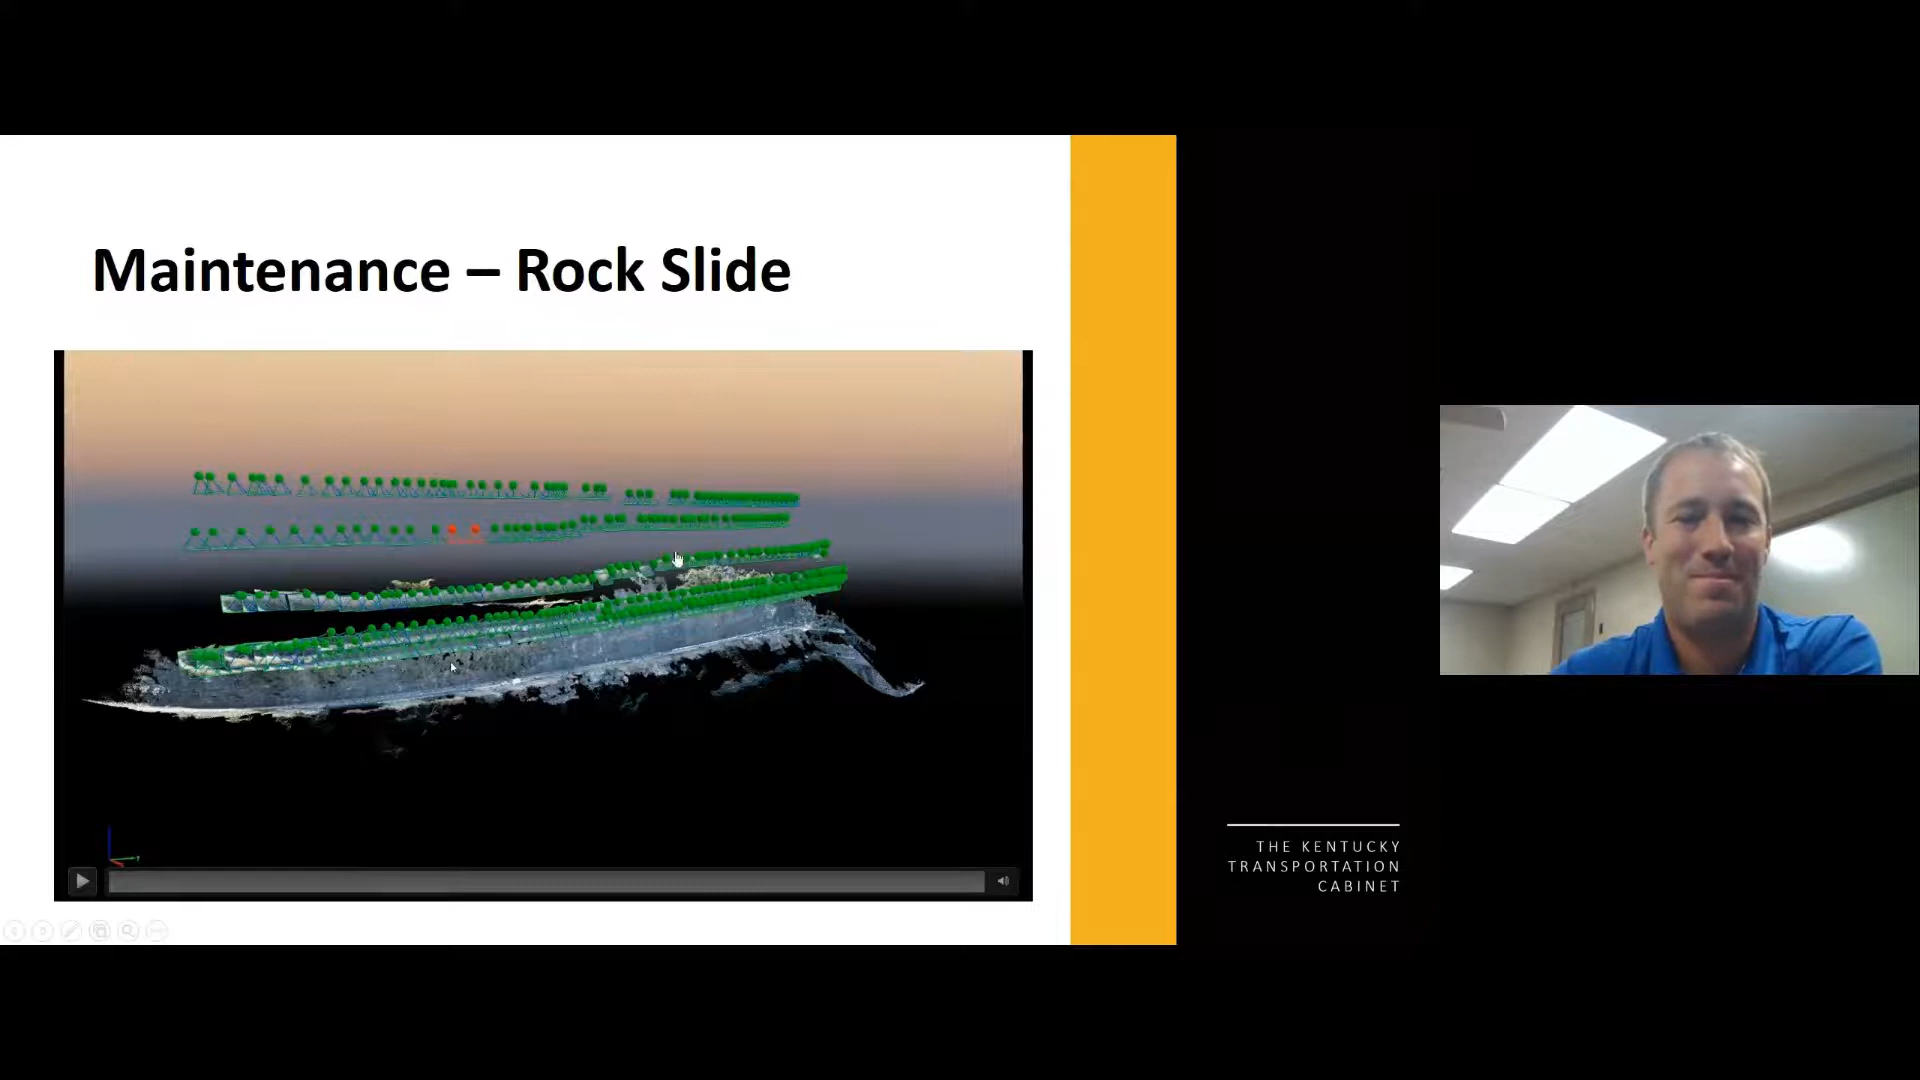 Maintenance – Rock Slide
THE KENTUCKY
TRANSPORTATION
CABINET